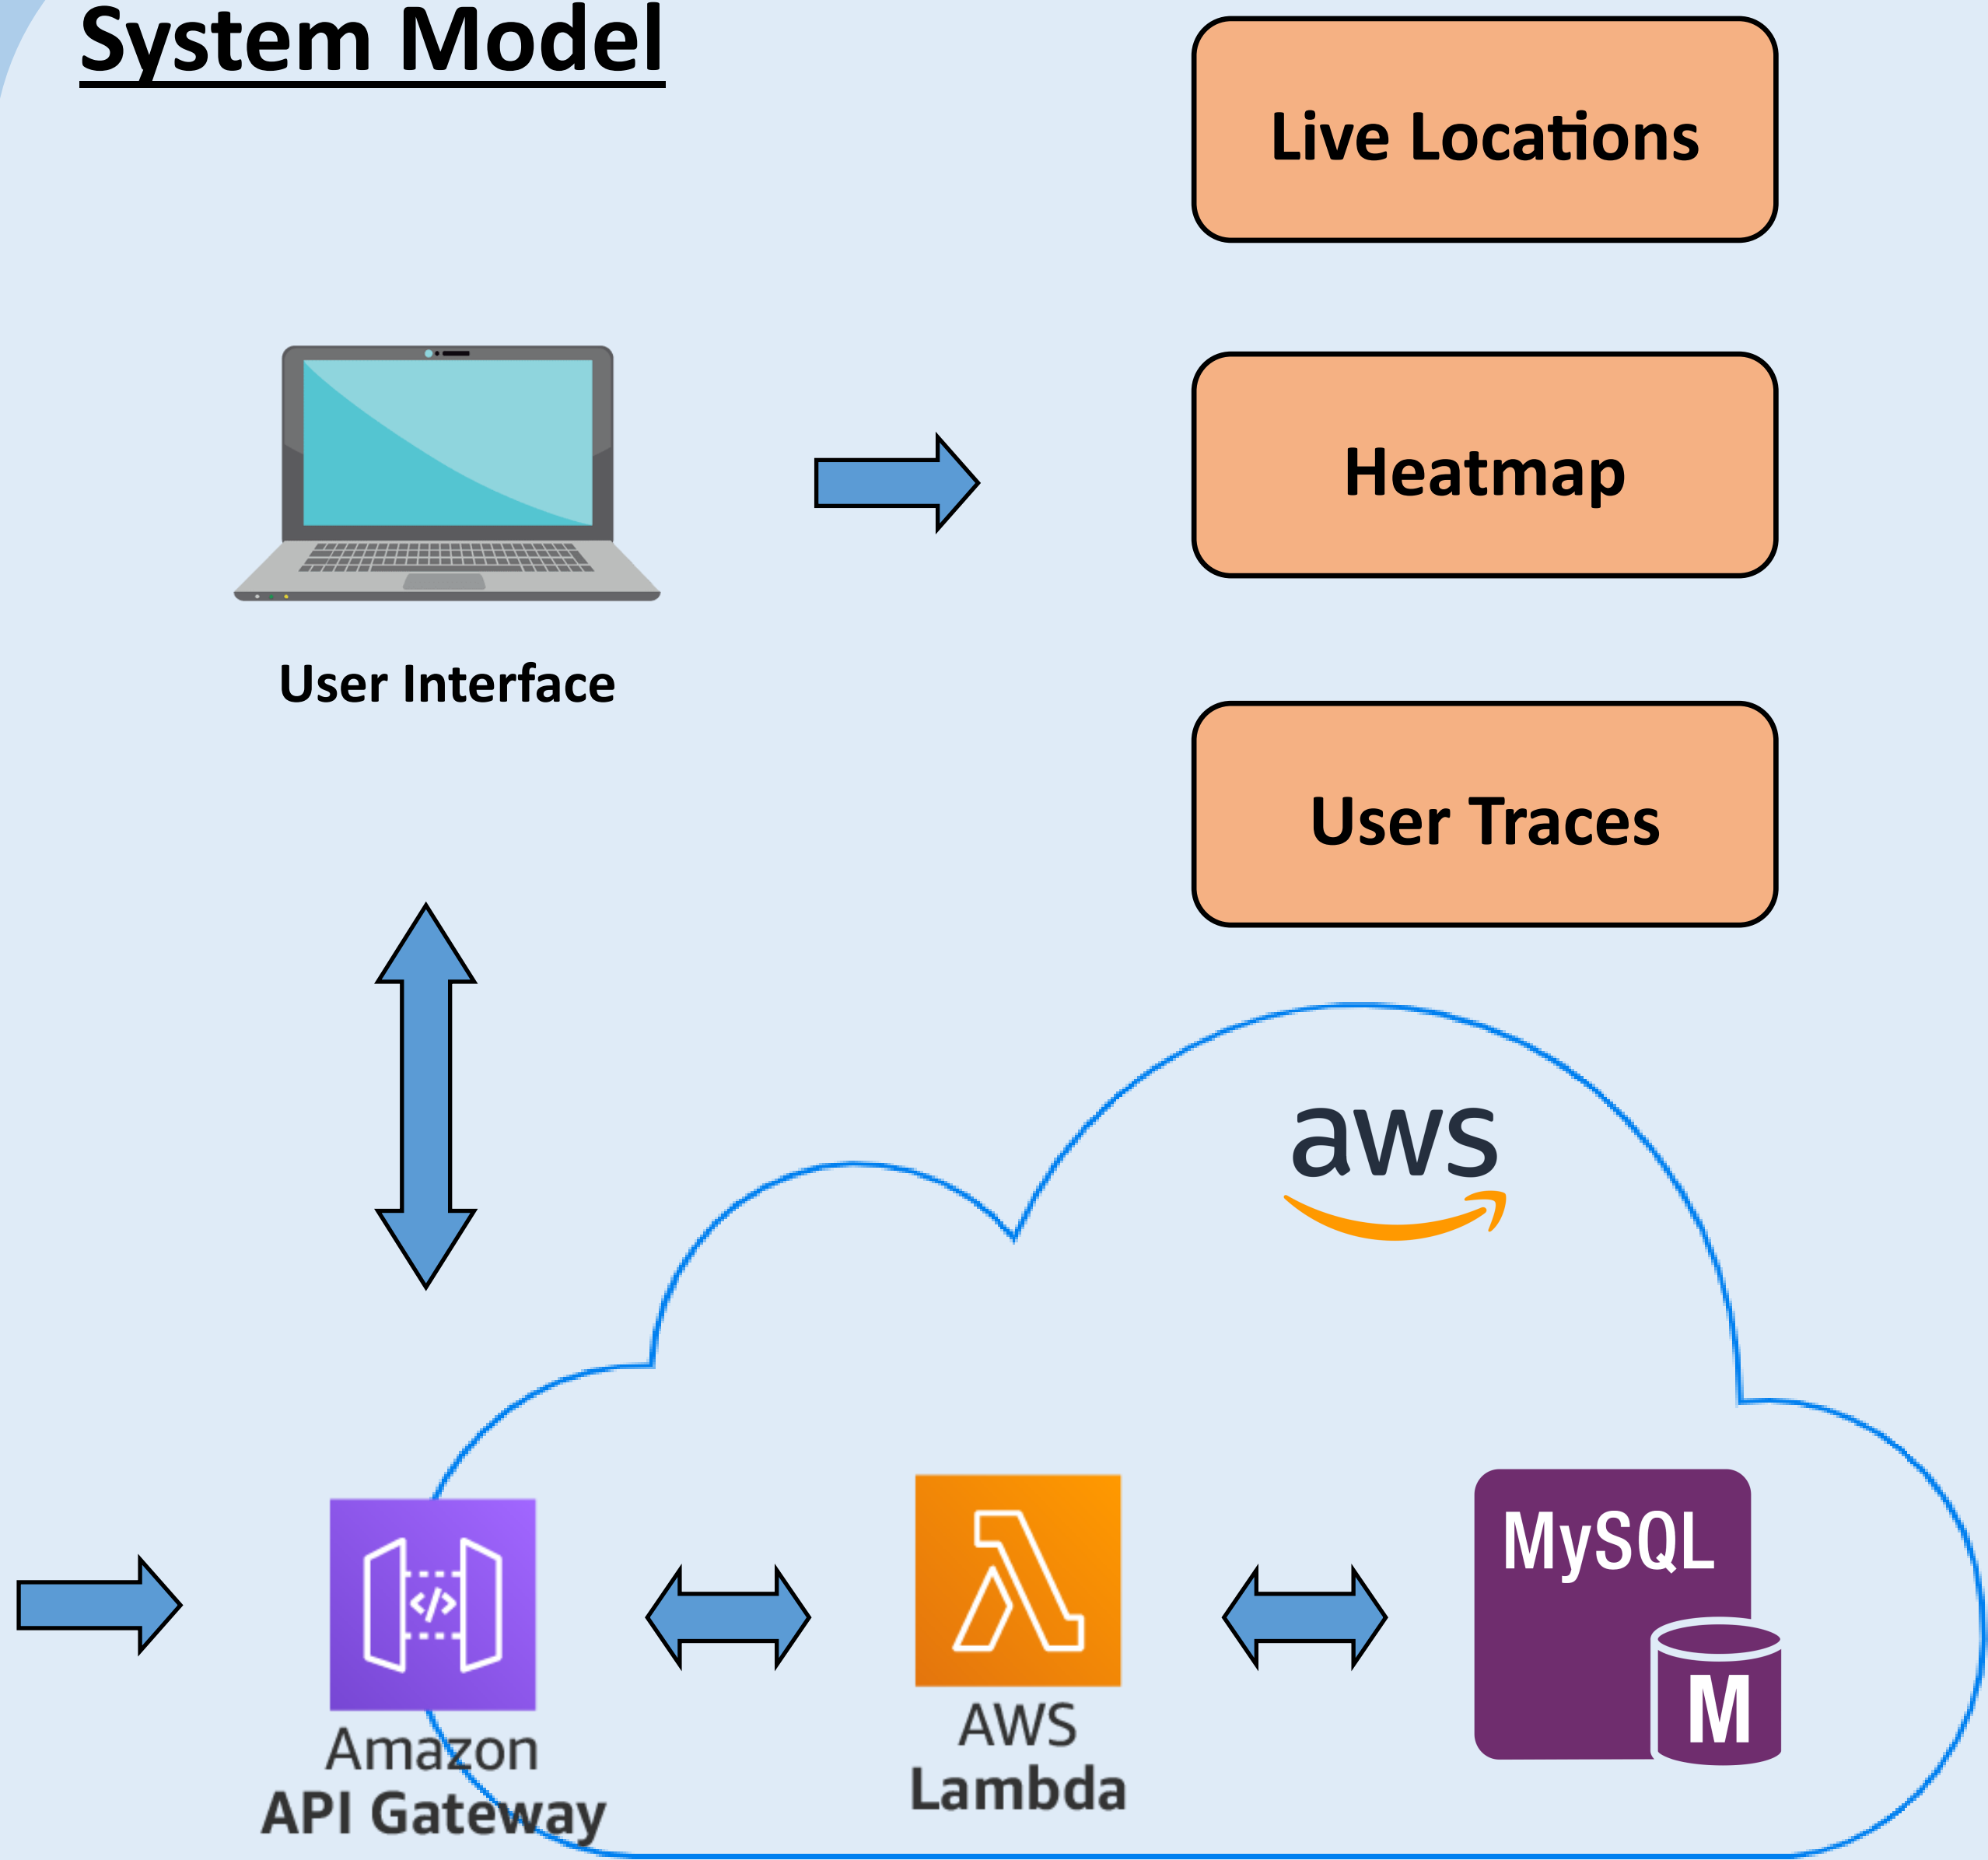 System Model
Live Locations
Heatmap
User Interface
User Traces
aws
MySQL
M
Amazon
API Gateway
AWS
Lambda